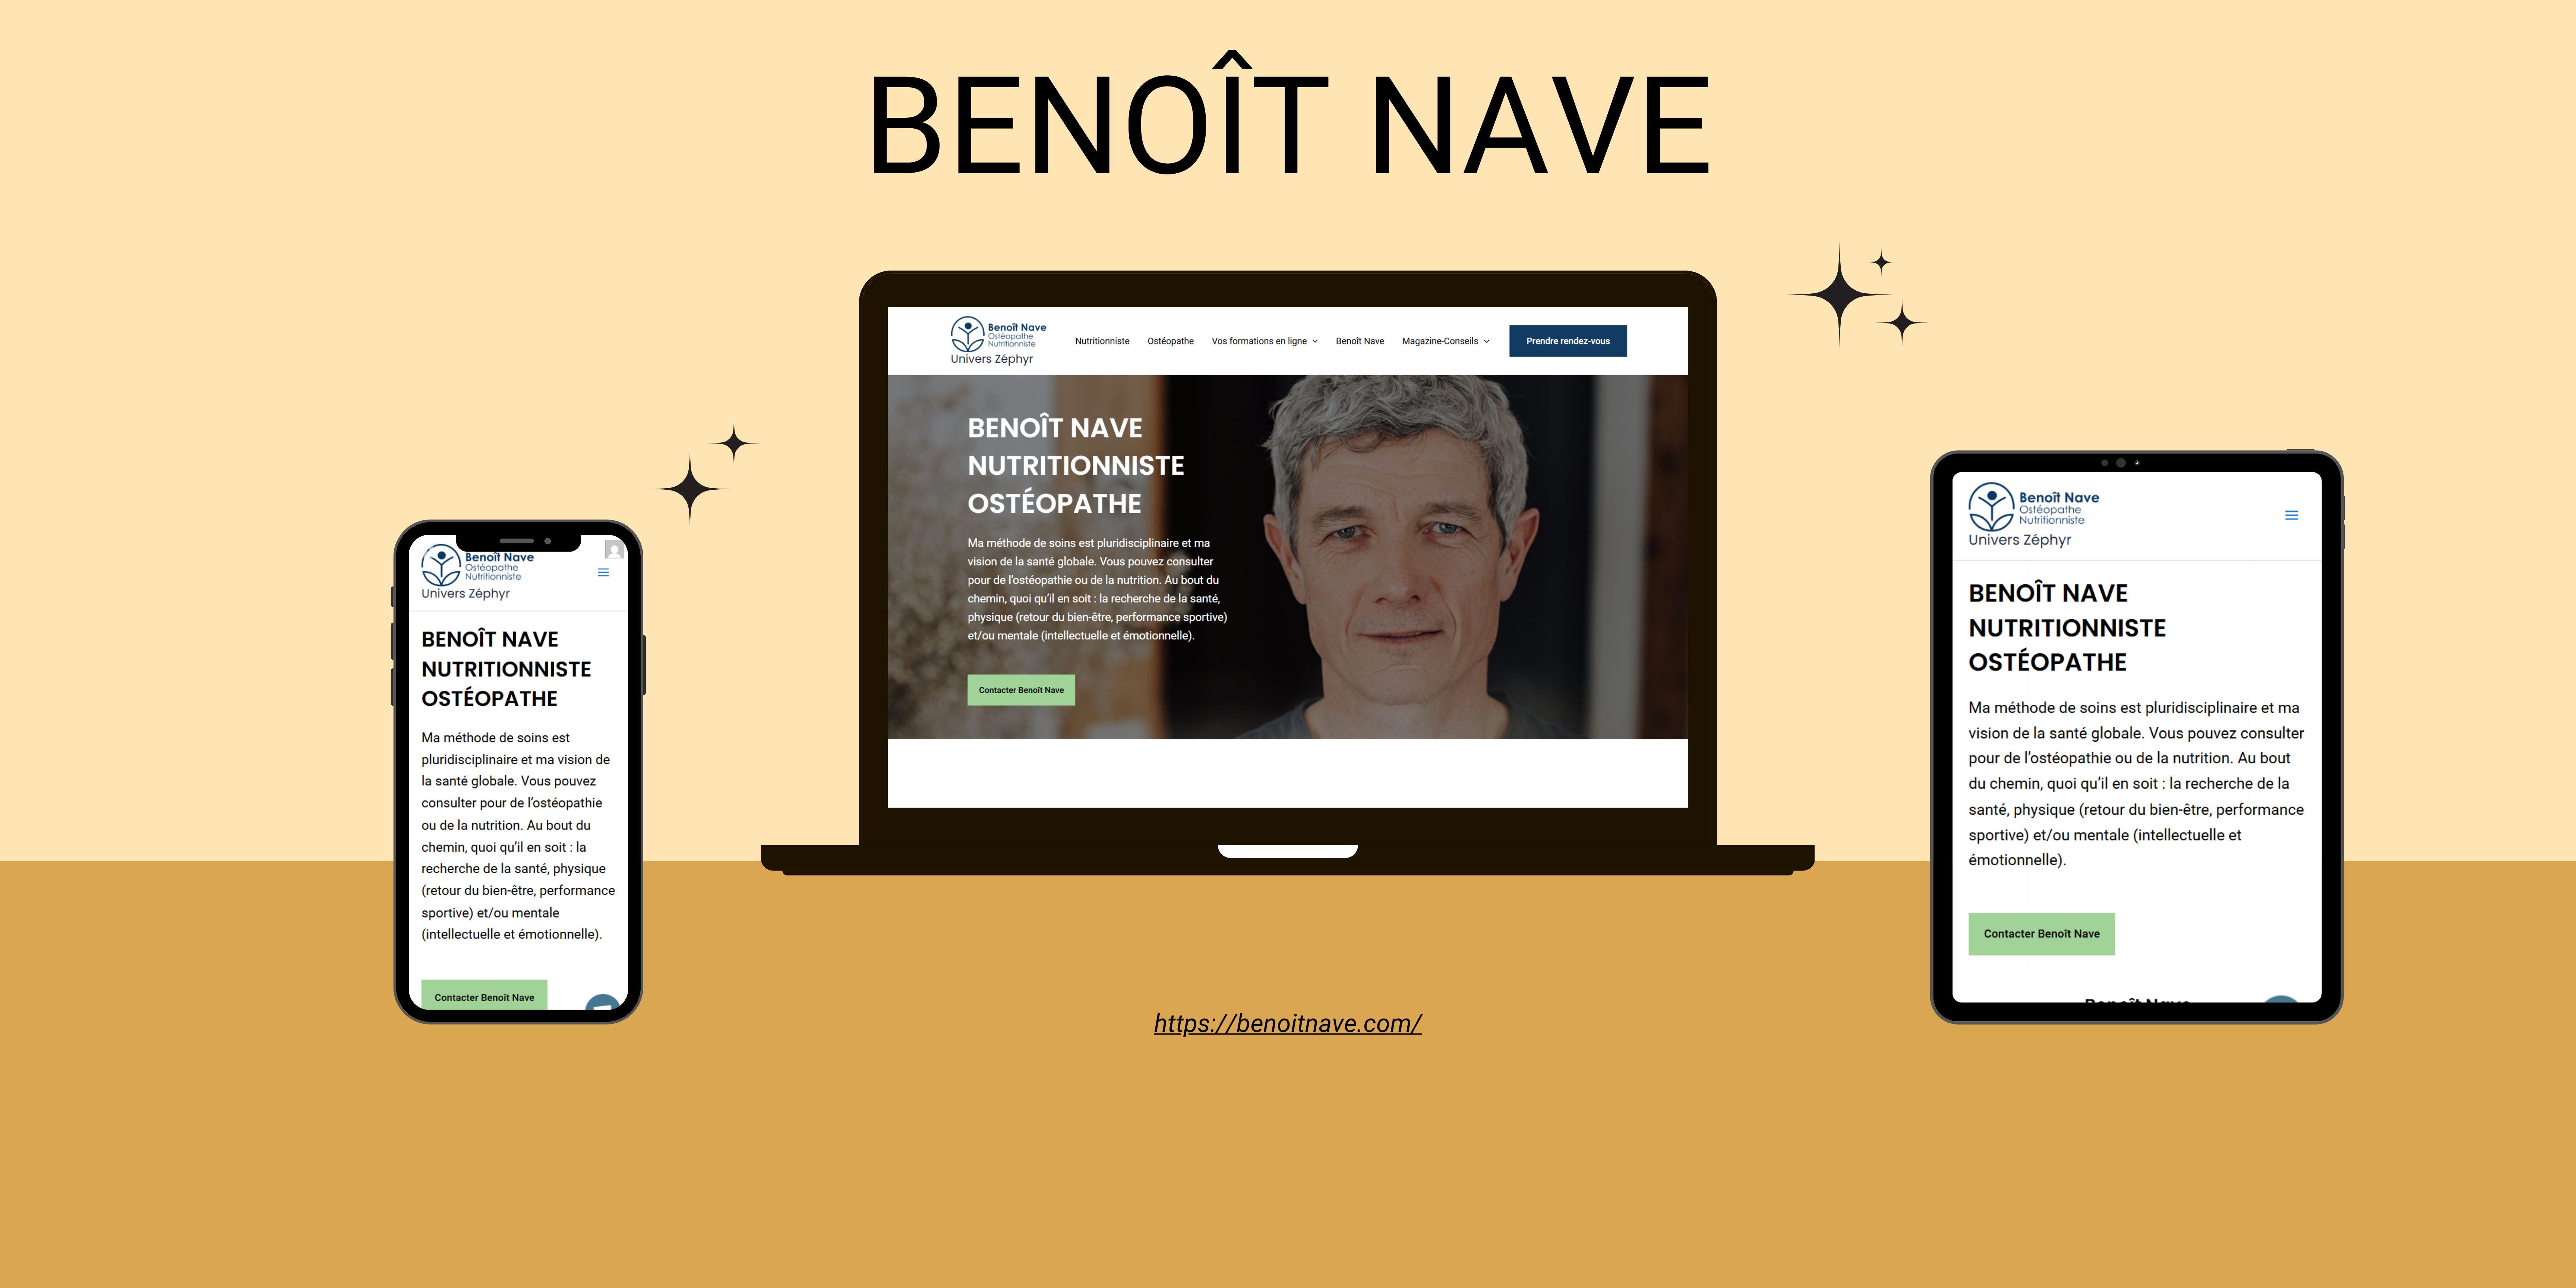 BENOÎT NAVE
Benoît Nave
Ostéopathe
Nutritionniste
Univers Zéphyr
Nutritionniste
Ostéopathe
Vos formations en ligne
Benoît Nave
Magazine-Conseils
Prendre rendez-vous
BENOÎT NAVE
NUTRITIONNISTE
OSTÉOPATHE
Ma méthode de soins est pluridisciplinaire et ma
vision de la santé globale. Vous pouvez consulter
pour de l’ostéopathie ou de la nutrition. Au bout du
chemin, quoi qu’il en soit : la recherche de la santé,
physique (retour du bien-être, performance sportive)
et/ou mentale (intellectuelle et émotionnelle).
Contacter Benoît Nave
Benoît Nave
Ostéopathe
Nutritionniste
Univers Zéphyr
BENOÎT NAVE
NUTRITIONNISTE
OSTÉOPATHE
Ma méthode de soins est
pluridisciplinaire et ma vision de
la santé globale. Vous pouvez
consulter pour de l’ostéopathie
ou de la nutrition. Au bout du
chemin, quoi qu’il en soit : la
recherche de la santé, physique
(retour du bien-être, performance
sportive) et/ou mentale
(intellectuelle et émotionnelle).
Contacter Benoît Nave
Benoît Nave
Ostéopathe
Nutritionniste
Univers Zéphyr
BENOÎT NAVE
NUTRITIONNISTE
OSTÉOPATHE
Ma méthode de soins est pluridisciplinaire et ma
vision de la santé globale. Vous pouvez consulter
pour de l’ostéopathie ou de la nutrition. Au bout
du chemin, quoi qu’il en soit : la recherche de la
santé, physique (retour du bien-être, performance
sportive) et/ou mentale (intellectuelle et
émotionnelle).
Contacter Benoît Nave
Benoît Nave
https://benoitnave.com/